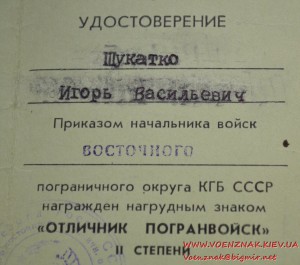 УДОСТОВЕРЕНИЕ
Щукатко
Игорь Васильевич
Приказом начальника войск
ВОСТОЧНОГО
пограничного округа КГБ СССР
награжден нагрудным знаком
«ОТЛИЧНИК ПОГРАНВОЙСК»
II СТЕПЕНИ
WWW.VOENZNAK.KIEV.UA
Voenznak@bigmir.net